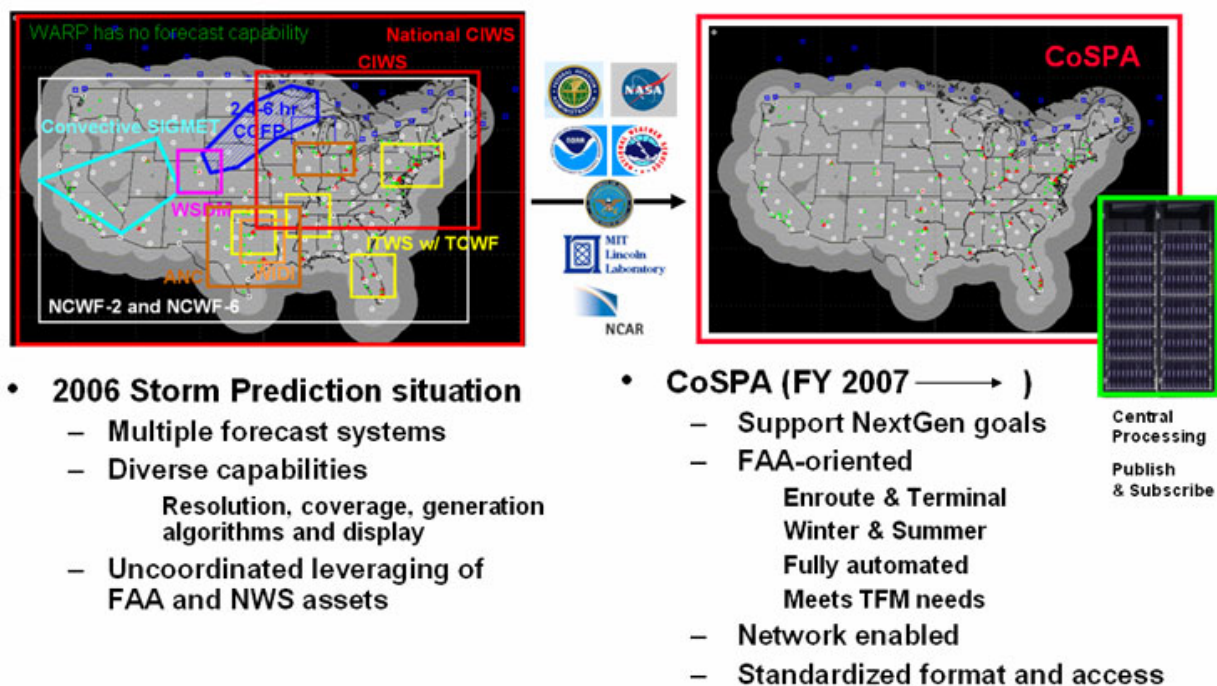 WARP has no forecast capability
National CIWS
CIWS
Convective SIGMET
CCFP
WSDM
ITWS w/ TCWF
ANC
NCWF-2 and NCWF-6
NASA
NOAA
MIT
Lincoln
Laboratory
NCAR
CoSPA
• 2006 Storm Prediction situation
– Multiple forecast systems
– Diverse capabilities
Resolution, coverage, generation
algorithms and display
– Uncoordinated leveraging of
FAA and NWS assets
• CoSPA (FY 2007 → )
– Support NextGen goals
– FAA-oriented
Enroute & Terminal
Winter & Summer
Fully automated
Meets TFM needs
– Network enabled
– Standardized format and access
Central
Processing
Publish
& Subscribe